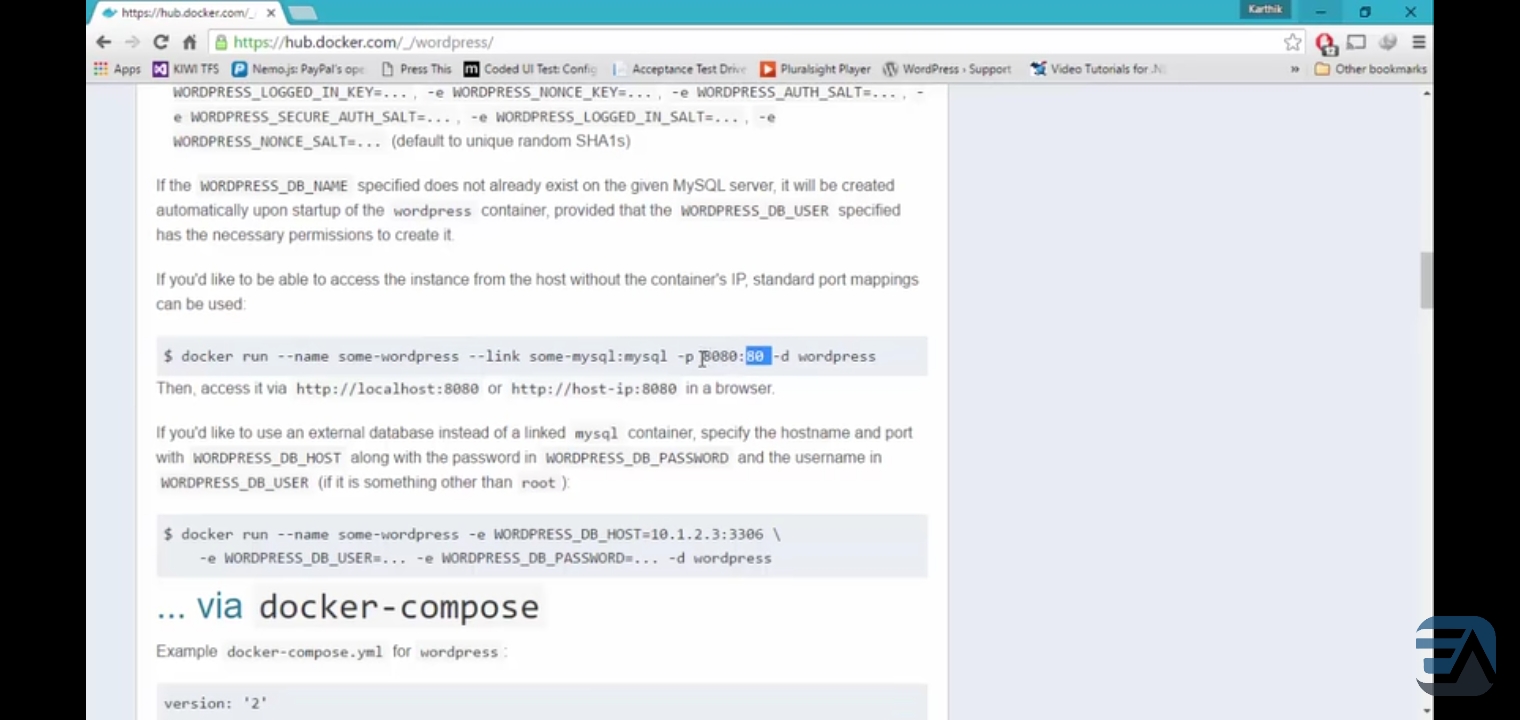 https://hub.docker.com/_/
Karthik
https://hub.docker.com/_/wordpress/
Apps KIWI TFS Nemo.js: PayPal's ope Press This Coded UI Test: Config Acceptance Test Drive Pluralsight Player WordPress › Support Video Tutorials for .N » Other bookmarks
WORDPRESS_LOGGED_IN_KEY=... , -e WORDPRESS_NONCE_KEY=... , -e WORDPRESS_AUTH_SALT=... , -
e WORDPRESS_SECURE_AUTH_SALT=... , -e WORDPRESS_LOGGED_IN_SALT=... , -e
WORDPRESS_NONCE_SALT=... (default to unique random SHA1s)
If the WORDPRESS_DB_NAME specified does not already exist on the given MySQL server, it will be created
automatically upon startup of the wordpress container, provided that the WORDPRESS_DB_USER specified
has the necessary permissions to create it.
If you'd like to be able to access the instance from the host without the container's IP, standard port mappings
can be used:
$ docker run --name some-wordpress --link some-mysql:mysql -p 8080:80 -d wordpress
Then, access it via http://localhost:8080 or http://host-ip:8080 in a browser.
If you'd like to use an external database instead of a linked mysql container, specify the hostname and port
with WORDPRESS_DB_HOST along with the password in WORDPRESS_DB_PASSWORD and the username in
WORDPRESS_DB_USER (if it is something other than root ):
$ docker run --name some-wordpress -e WORDPRESS_DB_HOST=10.1.2.3:3306 \
-e WORDPRESS_DB_USER=... -e WORDPRESS_DB_PASSWORD=... -d wordpress
... via docker-compose
Example docker-compose.yml for wordpress :
version: '2'
EA